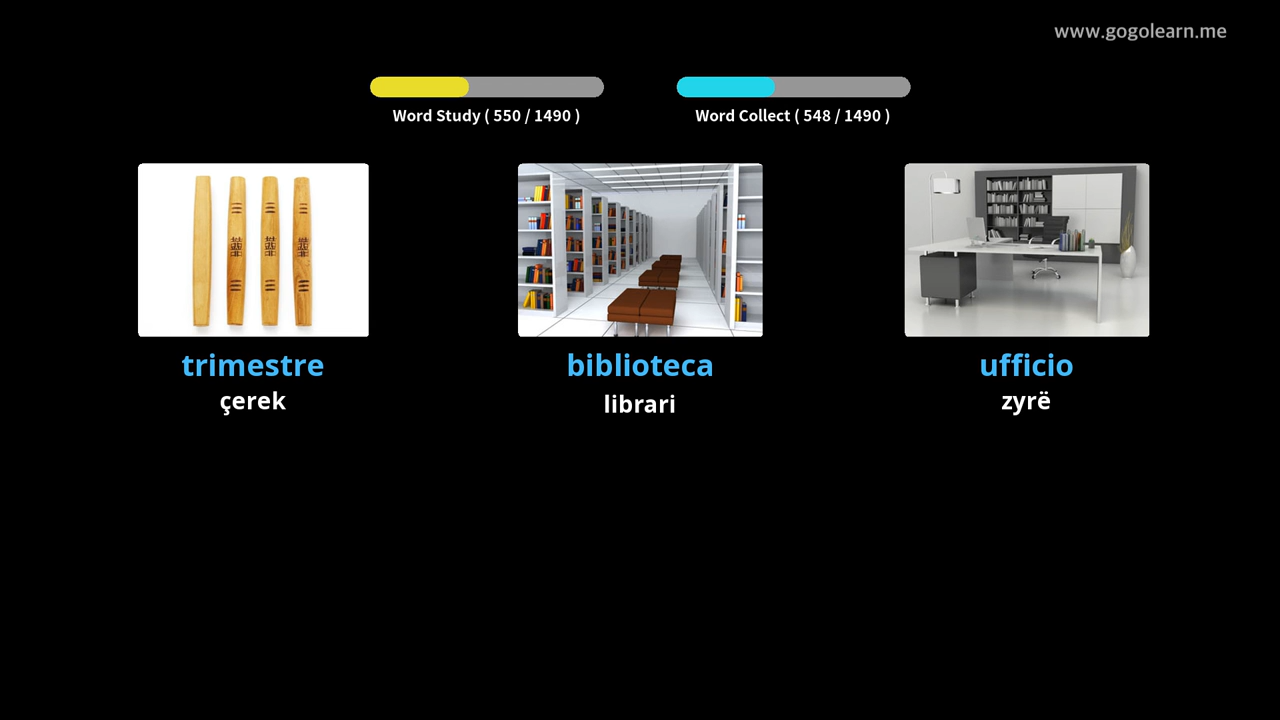 www.gogolearn.me
Word Study ( 550 / 1490 )
Word Collect ( 548 / 1490 )
trimestre
biblioteca
ufficio
çerek
librari
zyrë